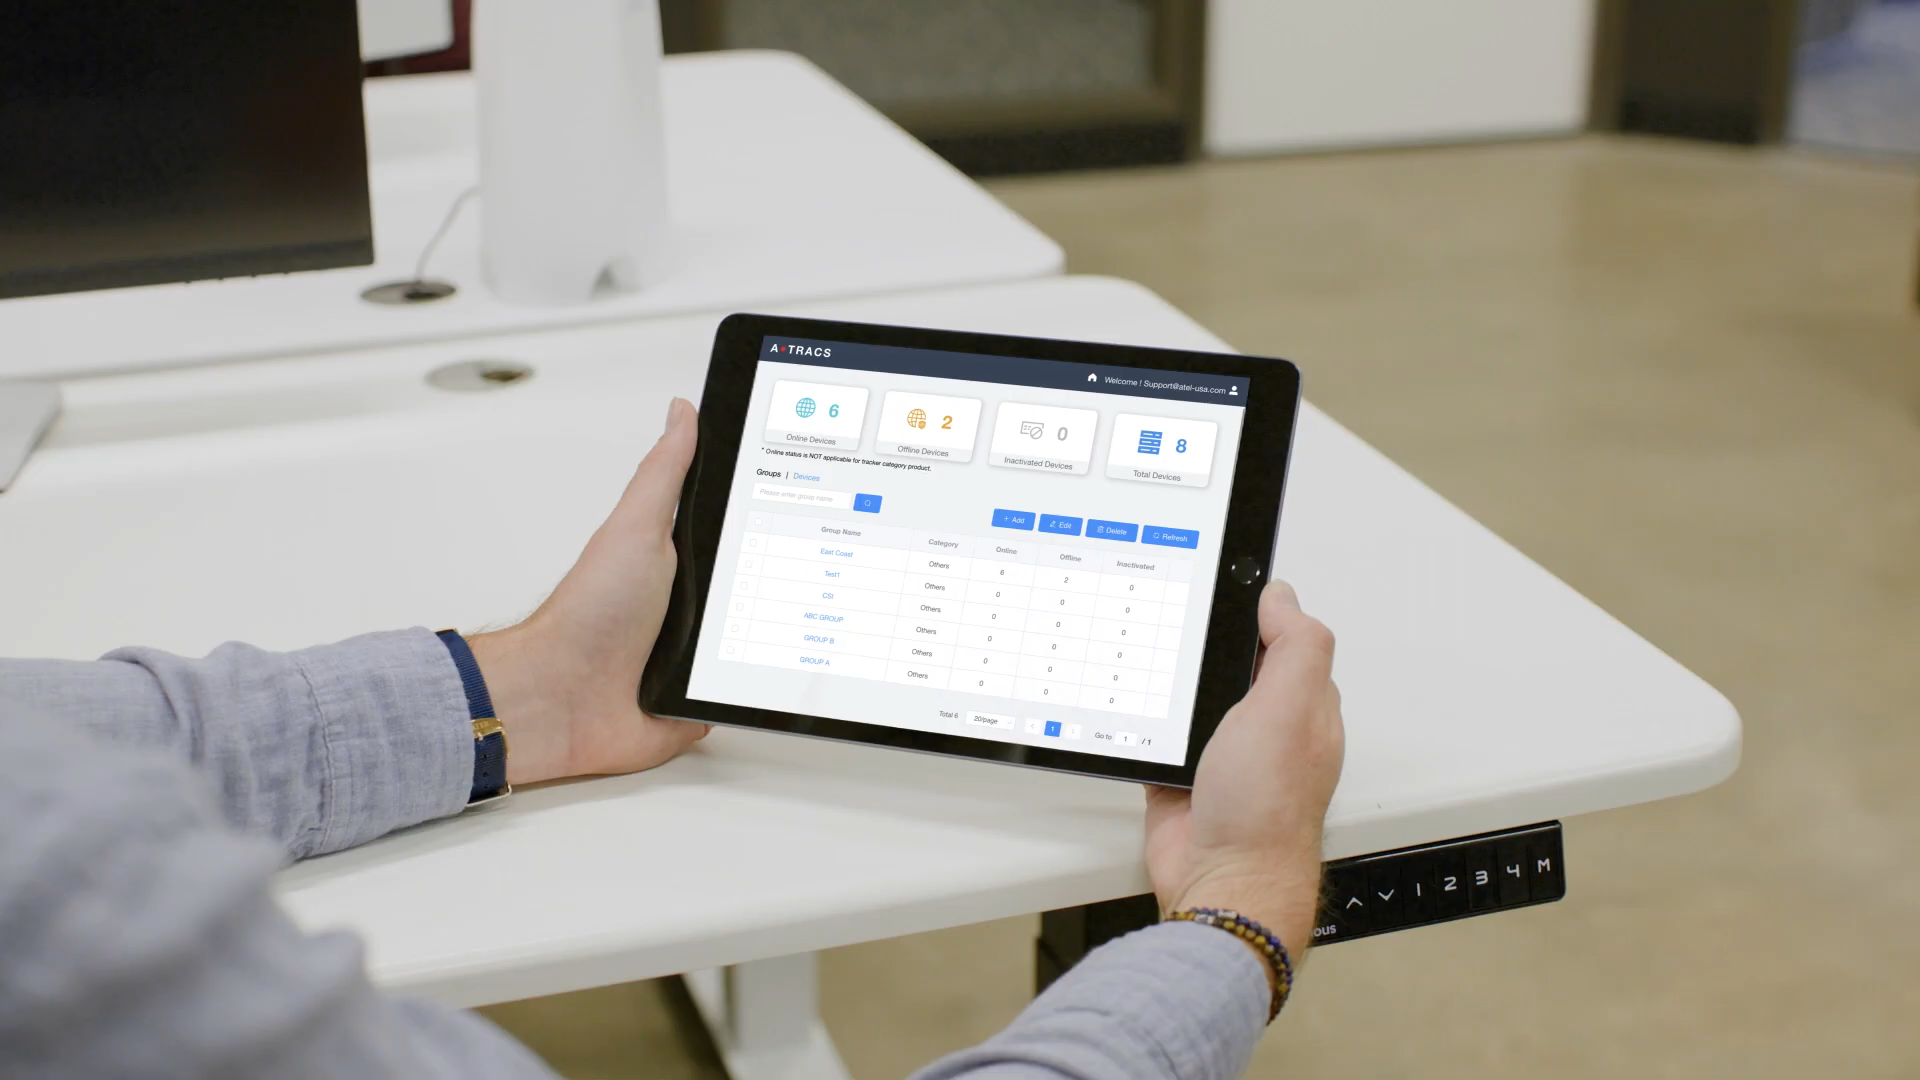 A*TRACS
Welcome ! Support@atel-usa.com
6
Online Devices
2
Offline Devices
0
Inactivated Devices
8
Total Devices
* Online status is NOT applicable for tracker category product.
Groups | Devices
Please enter group name
+ Add
Edit
Delete
Refresh
Group Name Category Online Offline Inactivated
East Coast Others 6 2 0
Test1 Others 0 0 0
CSI Others 0 0 0
ABC GROUP Others 0 0 0
GROUP B Others 0 0 0
GROUP A Others 0 0 0
Total 6 20/page < 1 > Go to 1 / 1
1 2 3 4 M
ous